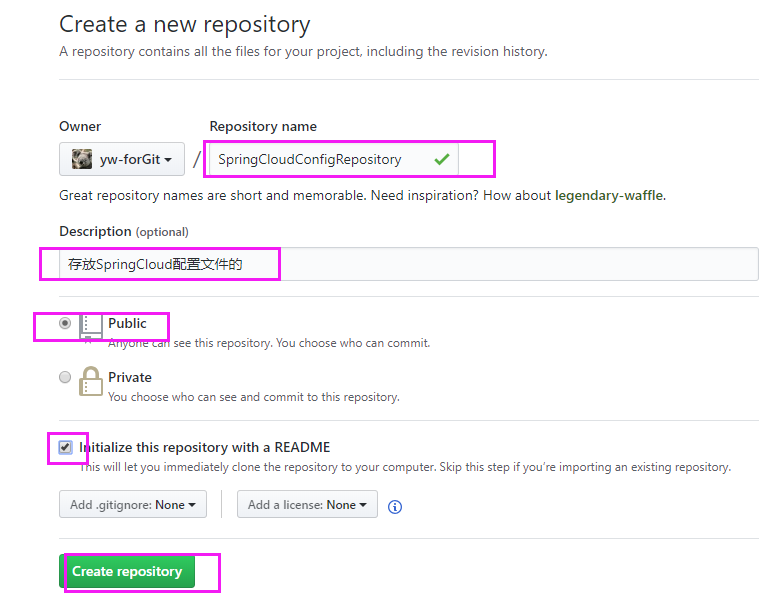 Create a new repository
A repository contains all the files for your project, including the revision history.
Owner
Repository name
yw-forGit / SpringCloudConfigRepository
Great repository names are short and memorable. Need inspiration? How about legendary-waffle.
Description (optional)
存放SpringCloud配置文件的
Public
Anyone can see this repository. You choose who can commit.
Private
You choose who can see and commit to this repository.
Initialize this repository with a README
This will let you immediately clone the repository to your computer. Skip this step if you’re importing an existing repository.
Add .gitignore: None
Add a license: None
Create repository